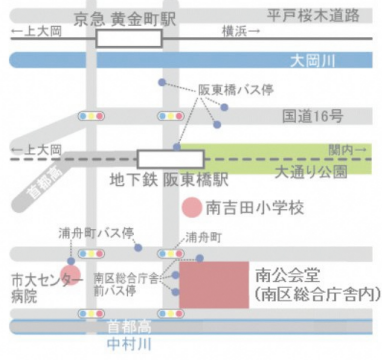 京急 黄金町駅
平戸桜木道路
←上大岡
横浜→
大岡川
阪東橋バス停
国道16号
←上大岡
関内→
地下鉄 阪東橋駅
大通り公園
首都高
南吉田小学校
浦舟町バス停
浦舟町
市大センター
病院
南区総合庁舎
前バス停
南公会堂
(南区総合庁舎内)
首都高
中村川